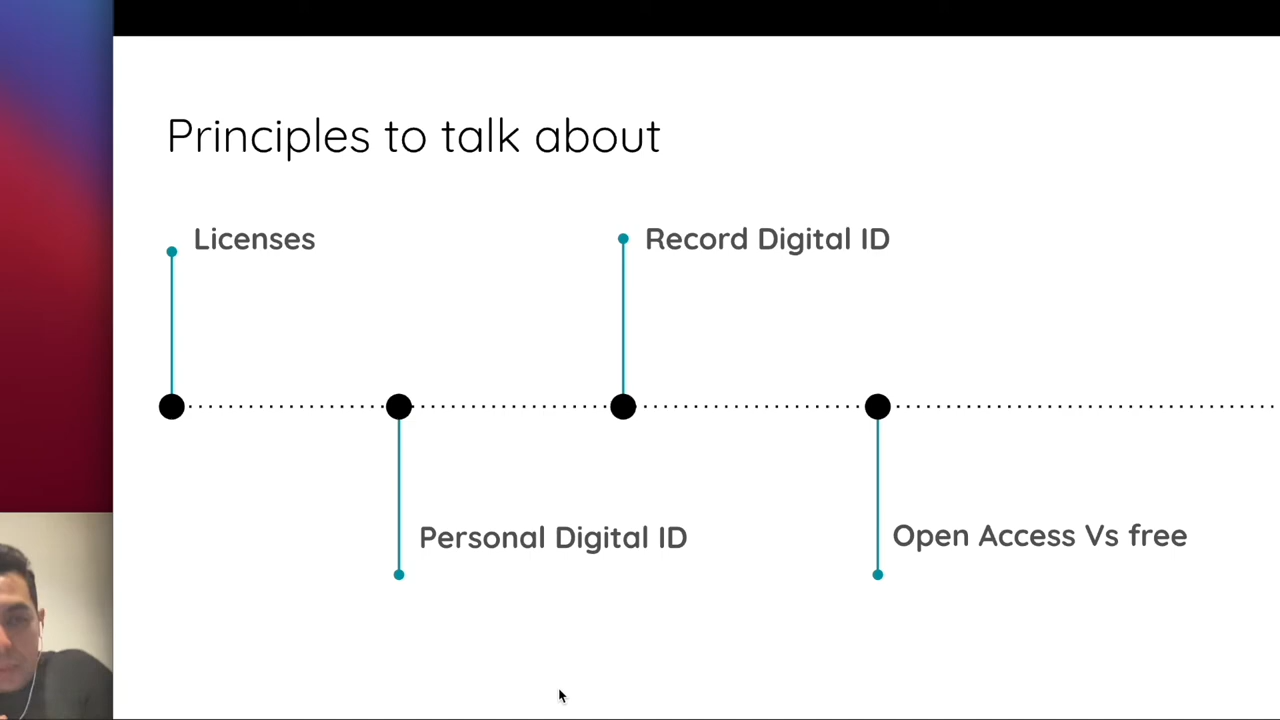 Principles to talk about
Licenses
Record Digital ID
Personal Digital ID
Open Access Vs free